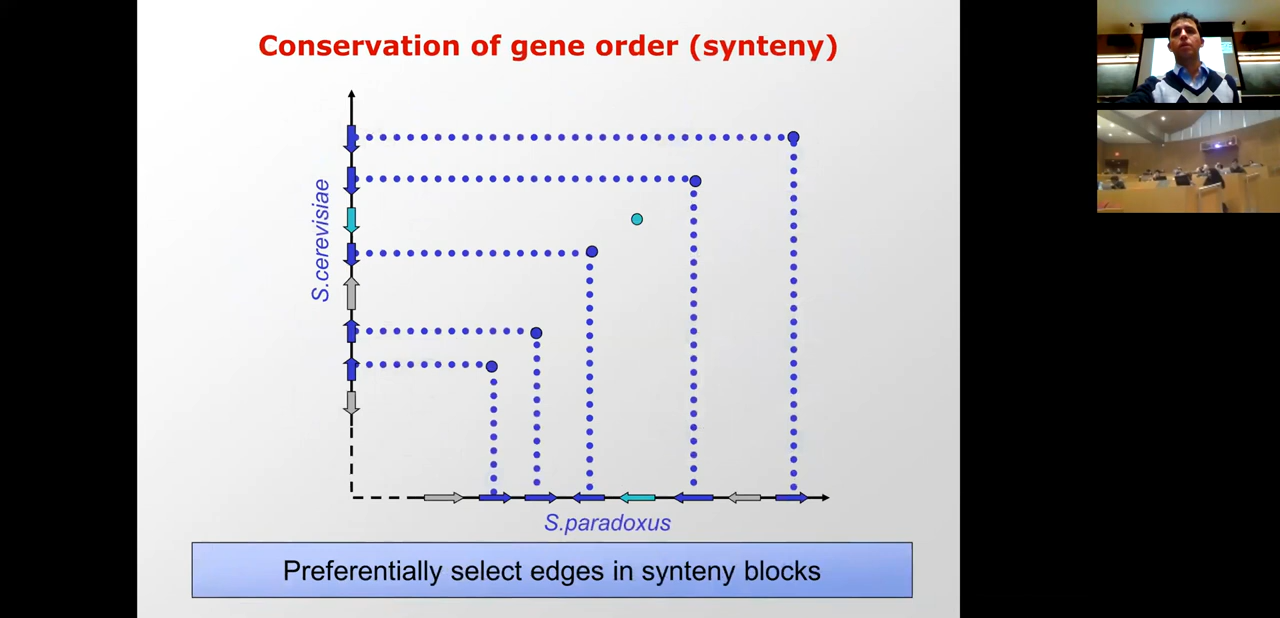 Conservation of gene order (synteny)
S.cerevisiae
S.paradoxus
Preferentially select edges in synteny blocks